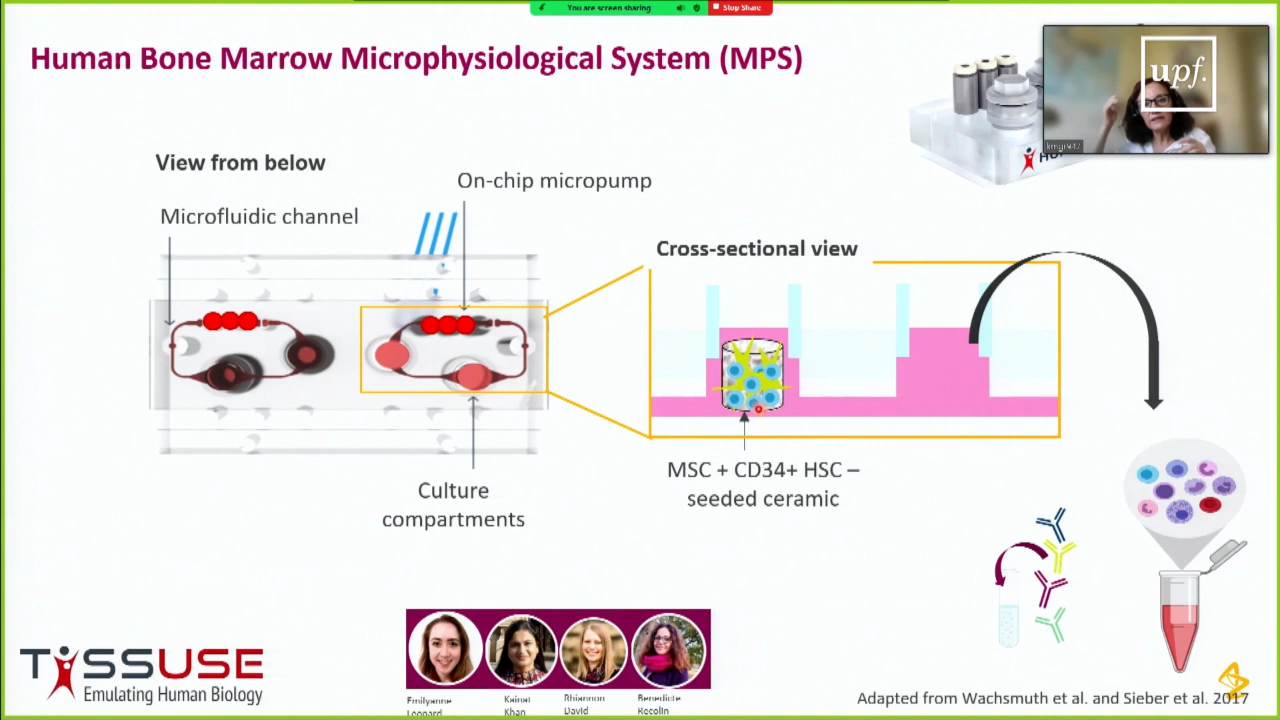 You are screen sharing
Stop Share
Human Bone Marrow Microphysiological System (MPS)
upf.
View from below
On-chip micropump
Microfluidic channel
Cross-sectional view
MSC + CD34+ HSC –
seeded ceramic
Culture
compartments
TISSUSE
Emulating Human Biology
Emilyanne
Leonard
Kainat
Khan
Rhiannon
David
Benedicte
Recolin
Adapted from Wachsmuth et al. and Sieber et al. 2017